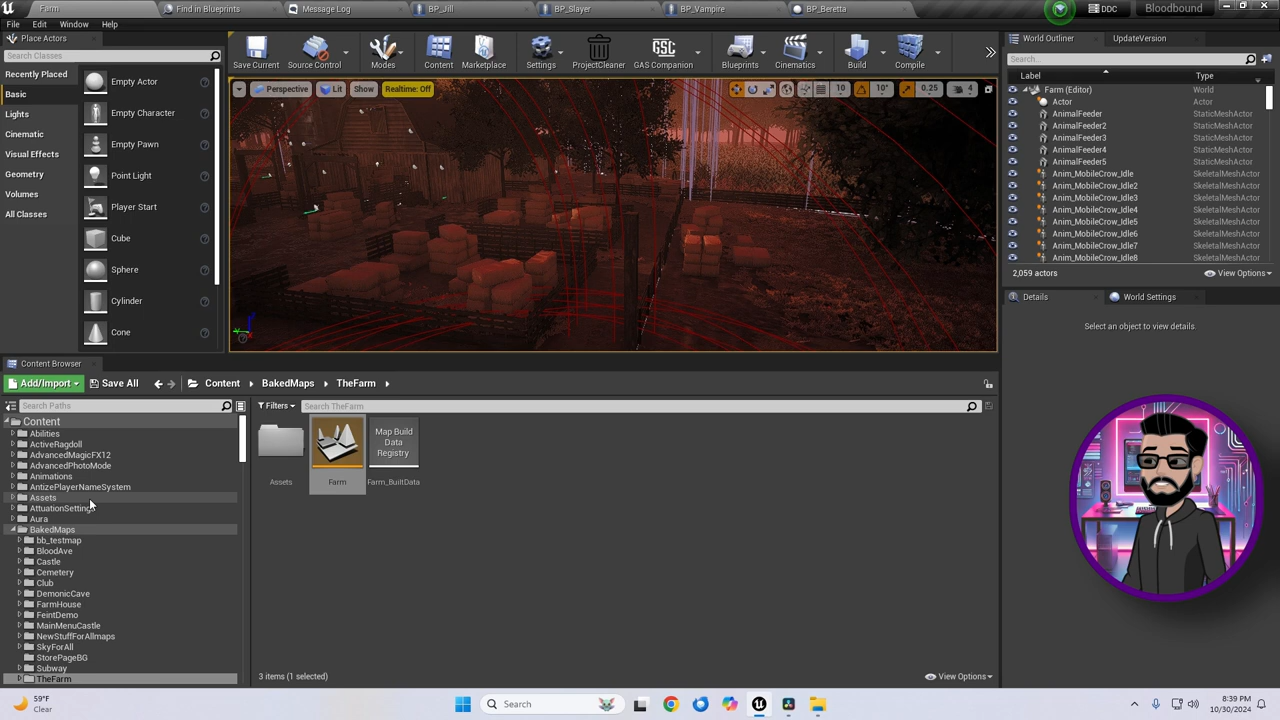 Farm
Find in Blueprints
Message Log
BP_Jill
BP_Slayer
BP_Vampire
BP_Beretta
DDC
Bloodbound
File
Edit
Window
Help
Place Actors
Search Classes
Recently Placed
Basic
Lights
Cinematic
Visual Effects
Geometry
Volumes
All Classes
Empty Actor
Empty Character
Empty Pawn
Point Light
Player Start
Cube
Sphere
Cylinder
Cone
Save Current
Source Control
Modes
Content
Marketplace
Settings
ProjectCleaner
GSC
GAS Companion
Blueprints
Cinematics
Build
Compile
Perspective
Lit
Show
Realtime: Off
10
10°
0.25
4
World Outliner
UpdateVersion
Search...
Label
Type
Farm (Editor) World
Actor Actor
AnimalFeeder StaticMeshActor
AnimalFeeder2 StaticMeshActor
AnimalFeeder3 StaticMeshActor
AnimalFeeder4 StaticMeshActor
AnimalFeeder5 StaticMeshActor
Anim_MobileCrow_Idle SkeletalMeshActor
Anim_MobileCrow_Idle2 SkeletalMeshActor
Anim_MobileCrow_Idle3 SkeletalMeshActor
Anim_MobileCrow_Idle4 SkeletalMeshActor
Anim_MobileCrow_Idle5 SkeletalMeshActor
Anim_MobileCrow_Idle6 SkeletalMeshActor
Anim_MobileCrow_Idle7 SkeletalMeshActor
Anim_MobileCrow_Idle8 SkeletalMeshActor
2,059 actors
View Options
Details
World Settings
Select an object to view details.
Content Browser
Add/Import
Save All
Content
BakedMaps
TheFarm
Search Paths
Filters
Search TheFarm
Content
Abilities
ActiveRagdoll
AdvancedMagicFX12
AdvancedPhotoMode
Animations
AntizePlayerNameSystem
Assets
AttuationSettings
Aura
BakedMaps
bb_testmap
BloodAve
Castle
Cemetery
Club
DemonicCave
FarmHouse
FeintDemo
MainMenuCastle
NewStuffForAllmaps
SkyForAll
StorePageBG
Subway
TheFarm
Assets
Farm
Map Build
Data
Registry
Farm_BuiltData
3 items (1 selected)
View Options
59°F
Clear
Search
8:39 PM
10/30/2024